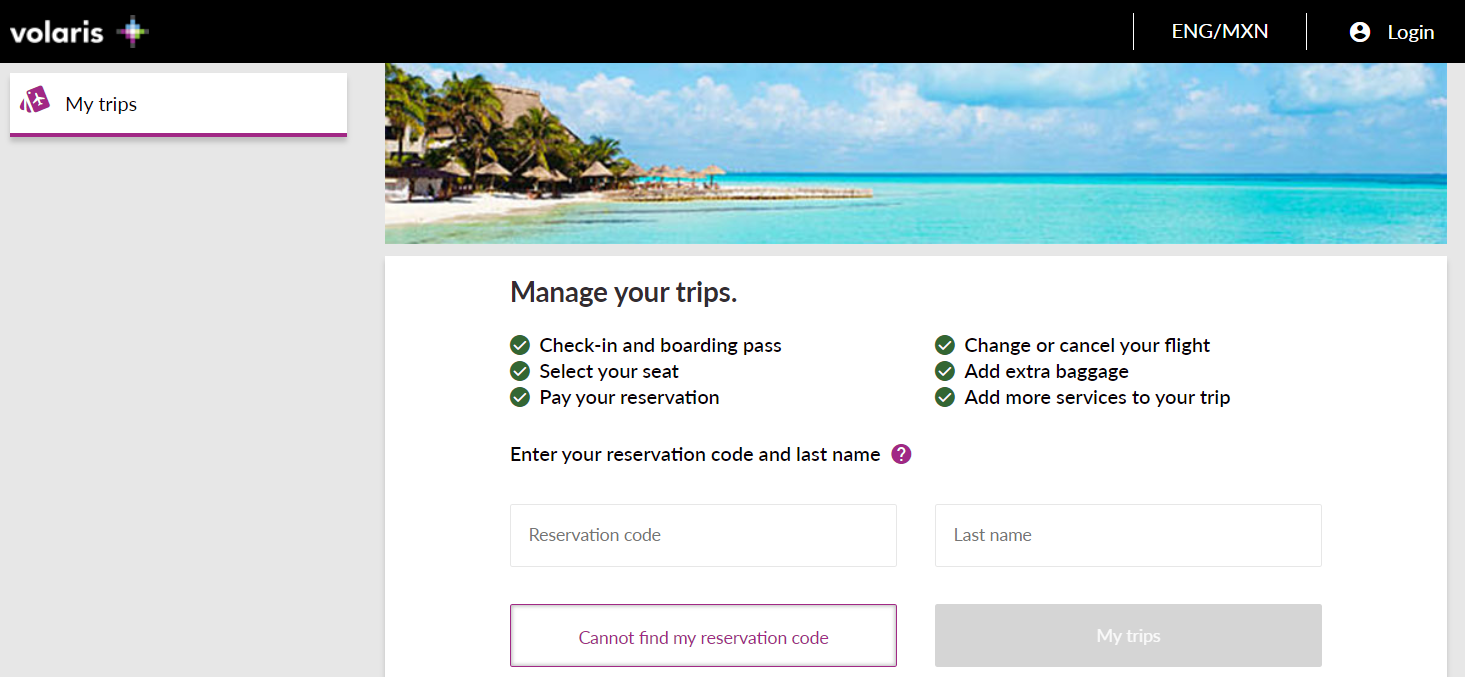 volaris
ENG/MXN
Login
My trips
Manage your trips.
Check-in and boarding pass
Select your seat
Pay your reservation
Change or cancel your flight
Add extra baggage
Add more services to your trip
Enter your reservation code and last name ?
Reservation code
Last name
Cannot find my reservation code
My trips